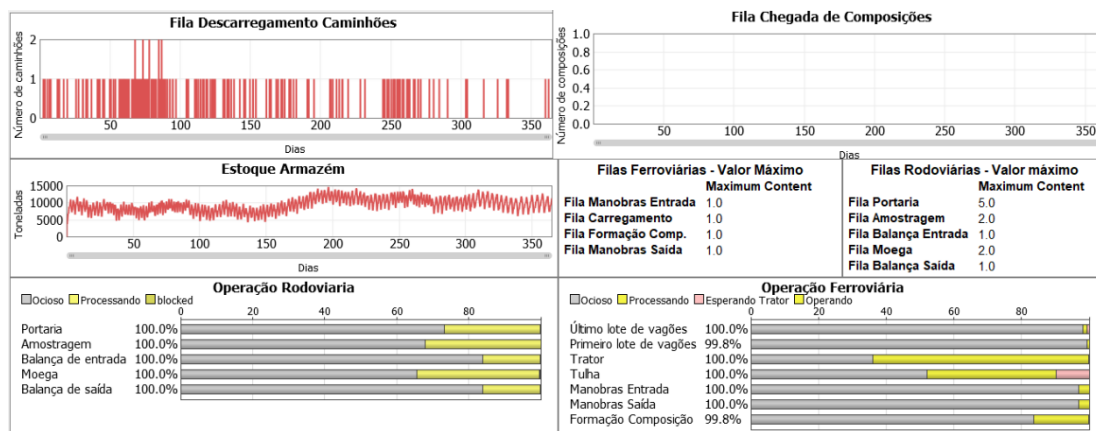 Fila Descarregamento Caminhões
Número de caminhões
2
1
0
50 100 150 200 250 300 350
Dias
Fila Chegada de Composições
Número de composições
1.0
0.8
0.6
0.4
0.2
0.0
50 100 150 200 250 300 350
Dias
Estoque Armazém
Toneladas
15000
10000
5000
0
50 100 150 200 250 300 350
Dias
Filas Ferroviárias - Valor Máximo
Maximum Content
Fila Manobras Entrada 1.0
Fila Carregamento 1.0
Fila Formação Comp. 1.0
Fila Manobras Saída 1.0
Filas Rodoviárias - Valor máximo
Maximum Content
Fila Portaria 5.0
Fila Amostragem 2.0
Fila Balança Entrada 1.0
Fila Moega 2.0
Fila Balança Saída 1.0
Operação Rodoviaria
Ocioso Processando blocked
0 20 40 60 80
Portaria 100.0%
Amostragem 100.0%
Balança de entrada 100.0%
Moega 100.0%
Balança de saída 100.0%
Operação Ferroviária
Ocioso Processando Esperando Trator Operando
0 20 40 60 80
Último lote de vagões 100.0%
Primeiro lote de vagões 99.8%
Trator 100.0%
Tulha 100.0%
Manobras Entrada 100.0%
Manobras Saída 100.0%
Formação Composição 99.8%